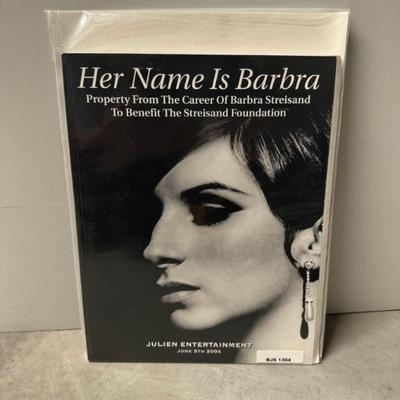 Her Name Is Barbra
Property From The Career Of Barbra Streisand
To Benefit The Streisand Foundation
JULIEN ENTERTAINMENT
JUNE 5TH 2004
BJS 1304